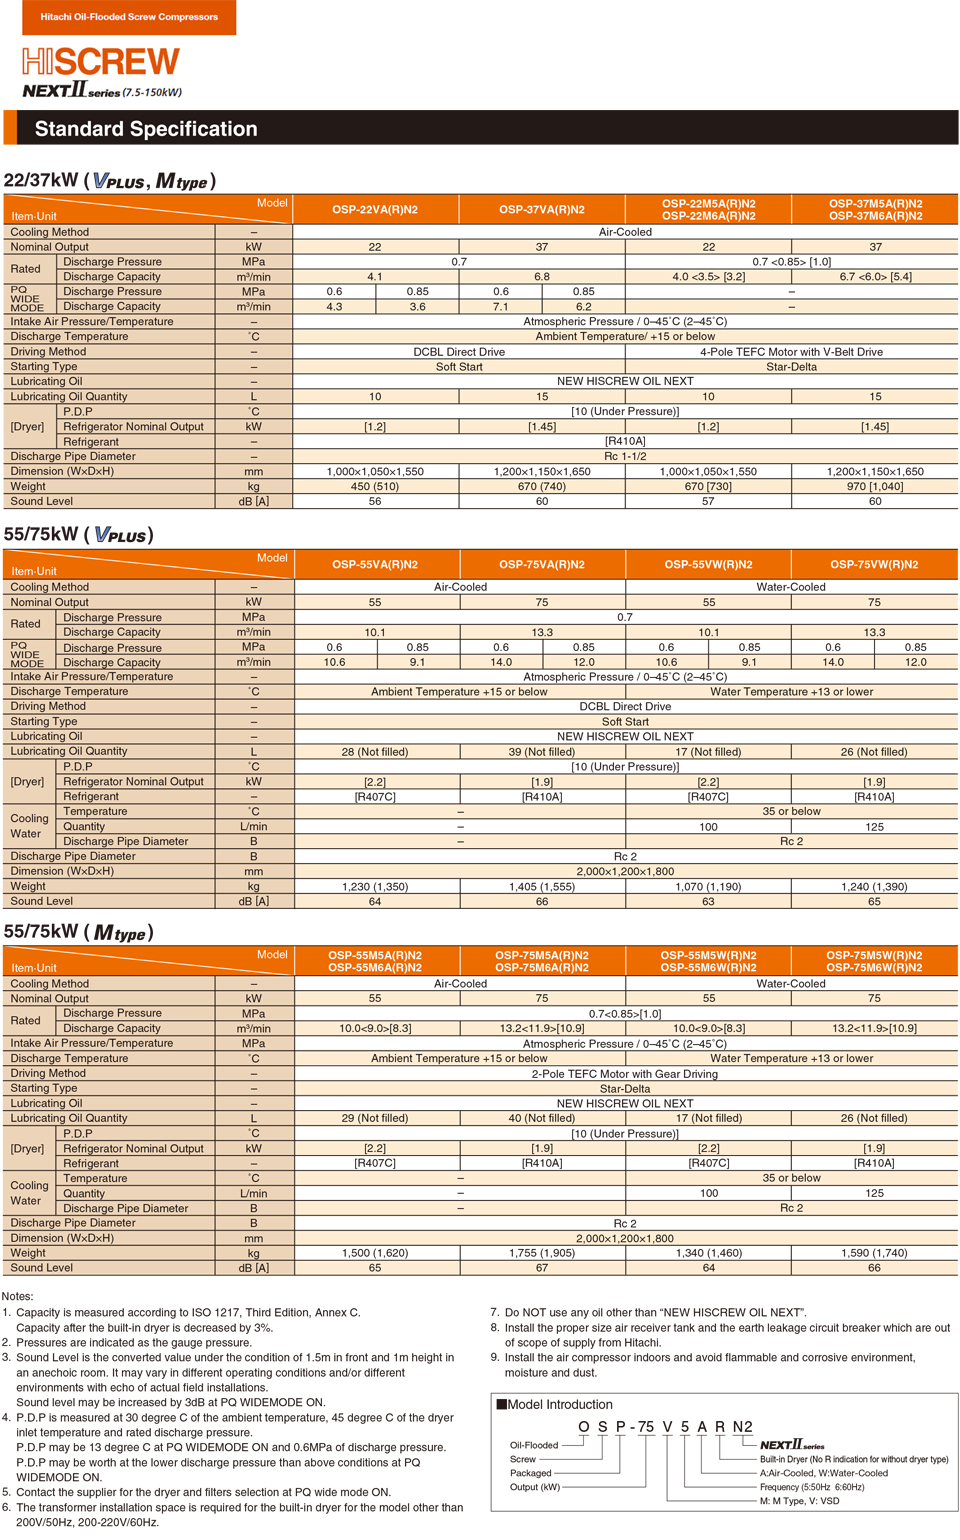 Hitachi Oil-Flooded Screw Compressors
HISCREW
NEXT II series (7.5-150kW)
Standard Specification
22/37kW ( V PLUS , M type )
Model
Item·Unit
OSP-22VA(R)N2 OSP-37VA(R)N2 OSP-22M5A(R)N2 OSP-37M5A(R)N2
OSP-22M6A(R)N2 OSP-37M6A(R)N2
Cooling Method – Air-Cooled
Nominal Output kW 22 37 22 37
Rated Discharge Pressure MPa 0.7 0.7 <0.85> [1.0]
Discharge Capacity m³/min 4.1 6.8 4.0 <3.5> [3.2] 6.7 <6.0> [5.4]
PQ WIDE MODE Discharge Pressure MPa 0.6 0.85 0.6 0.85 –
Discharge Capacity m³/min 4.3 3.6 7.1 6.2 –
Intake Air Pressure/Temperature – Atmospheric Pressure / 0–45˚C (2–45˚C)
Discharge Temperature ˚C Ambient Temperature/ +15 or below
Driving Method – DCBL Direct Drive 4-Pole TEFC Motor with V-Belt Drive
Starting Type – Soft Start Star-Delta
Lubricating Oil – NEW HISCREW OIL NEXT
Lubricating Oil Quantity L 10 15 10 15
[Dryer] P.D.P ˚C [10 (Under Pressure)]
Refrigerator Nominal Output kW [1.2] [1.45] [1.2] [1.45]
Refrigerant – [R410A]
Discharge Pipe Diameter – Rc 1-1/2
Dimension (W×D×H) mm 1,000×1,050×1,550 1,200×1,150×1,650 1,000×1,050×1,550 1,200×1,150×1,650
Weight kg 450 (510) 670 (740) 670 [730] 970 [1,040]
Sound Level dB [A] 56 60 57 60
55/75kW ( V PLUS )
Model
Item·Unit
OSP-55VA(R)N2 OSP-75VA(R)N2 OSP-55VW(R)N2 OSP-75VW(R)N2
Cooling Method – Air-Cooled Water-Cooled
Nominal Output kW 55 75 55 75
Rated Discharge Pressure MPa 0.7
Discharge Capacity m³/min 10.1 13.3 10.1 13.3
PQ WIDE MODE Discharge Pressure MPa 0.6 0.85 0.6 0.85 0.6 0.85 0.6 0.85
Discharge Capacity m³/min 10.6 9.1 14.0 12.0 10.6 9.1 14.0 12.0
Intake Air Pressure/Temperature – Atmospheric Pressure / 0–45˚C (2–45˚C)
Discharge Temperature ˚C Ambient Temperature +15 or below Water Temperature +13 or lower
Driving Method – DCBL Direct Drive
Starting Type – Soft Start
Lubricating Oil – NEW HISCREW OIL NEXT
Lubricating Oil Quantity L 28 (Not filled) 39 (Not filled) 17 (Not filled) 26 (Not filled)
[Dryer] P.D.P ˚C [10 (Under Pressure)]
Refrigerator Nominal Output kW [2.2] [1.9] [2.2] [1.9]
Refrigerant – [R407C] [R410A] [R407C] [R410A]
Cooling Water Temperature ˚C – 35 or below
Quantity L/min – 100 125
Discharge Pipe Diameter B – Rc 2
Discharge Pipe Diameter B Rc 2
Dimension (W×D×H) mm 2,000×1,200×1,800
Weight kg 1,230 (1,350) 1,405 (1,555) 1,070 (1,190) 1,240 (1,390)
Sound Level dB [A] 64 66 63 65
55/75kW ( M type )
Model
Item·Unit
OSP-55M5A(R)N2 OSP-75M5A(R)N2 OSP-55M5W(R)N2 OSP-75M5W(R)N2
OSP-55M6A(R)N2 OSP-75M6A(R)N2 OSP-55M6W(R)N2 OSP-75M6W(R)N2
Cooling Method – Air-Cooled Water-Cooled
Nominal Output kW 55 75 55 75
Rated Discharge Pressure MPa 0.7<0.85>[1.0]
Discharge Capacity m³/min 10.0<9.0>[8.3] 13.2<11.9>[10.9] 10.0<9.0>[8.3] 13.2<11.9>[10.9]
Intake Air Pressure/Temperature MPa Atmospheric Pressure / 0–45˚C (2–45˚C)
Discharge Temperature ˚C Ambient Temperature +15 or below Water Temperature +13 or lower
Driving Method – 2-Pole TEFC Motor with Gear Driving
Starting Type – Star-Delta
Lubricating Oil – NEW HISCREW OIL NEXT
Lubricating Oil Quantity L 29 (Not filled) 40 (Not filled) 17 (Not filled) 26 (Not filled)
[Dryer] P.D.P ˚C [10 (Under Pressure)]
Refrigerator Nominal Output kW [2.2] [1.9] [2.2] [1.9]
Refrigerant – [R407C] [R410A] [R407C] [R410A]
Cooling Water Temperature ˚C – 35 or below
Quantity L/min – 100 125
Discharge Pipe Diameter B – Rc 2
Discharge Pipe Diameter B Rc 2
Dimension (W×D×H) mm 2,000×1,200×1,800
Weight kg 1,500 (1,620) 1,755 (1,905) 1,340 (1,460) 1,590 (1,740)
Sound Level dB [A] 65 67 64 66
Notes:
1. Capacity is measured according to ISO 1217, Third Edition, Annex C.
Capacity after the built-in dryer is decreased by 3%.
2. Pressures are indicated as the gauge pressure.
3. Sound Level is the converted value under the condition of 1.5m in front and 1m height in
an anechoic room. It may vary in different operating conditions and/or different
environments with echo of actual field installations.
Sound level may be increased by 3dB at PQ WIDEMODE ON.
4. P.D.P is measured at 30 degree C of the ambient temperature, 45 degree C of the dryer
inlet temperature and rated discharge pressure.
P.D.P may be 13 degree C at PQ WIDEMODE ON and 0.6MPa of discharge pressure.
P.D.P may be worth at the lower discharge pressure than above conditions at PQ
WIDEMODE ON.
5. Contact the supplier for the dryer and filters selection at PQ wide mode ON.
6. The transformer installation space is required for the built-in dryer for the model other than
200V/50Hz, 200-220V/60Hz.
7. Do NOT use any oil other than “NEW HISCREW OIL NEXT”.
8. Install the proper size air receiver tank and the earth leakage circuit breaker which are out
of scope of supply from Hitachi.
9. Install the air compressor indoors and avoid flammable and corrosive environment,
moisture and dust.
■Model Introduction
O S P - 75 V 5 A R N2
Oil-Flooded NEXT II series
Screw Built-in Dryer (No R indication for without dryer type)
Packaged A:Air-Cooled, W:Water-Cooled
Output (kW) Frequency (5:50Hz 6:60Hz)
M: M Type, V: VSD